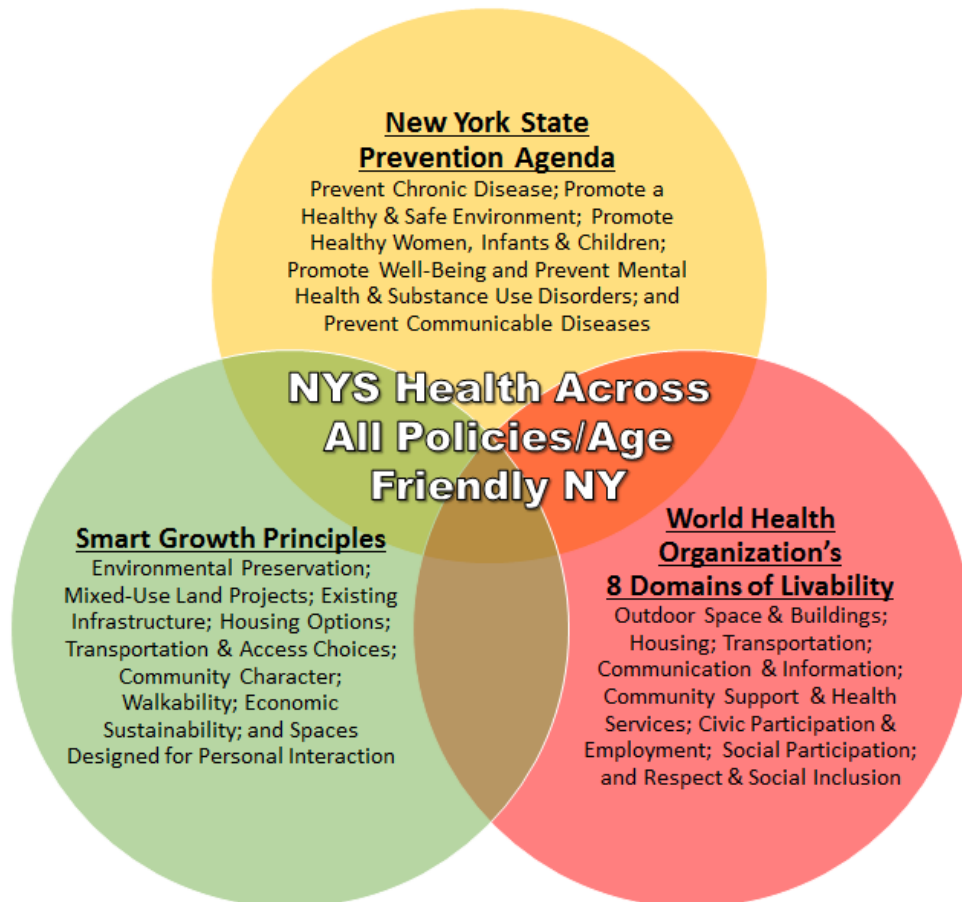 New York State
Prevention Agenda
Prevent Chronic Disease; Promote a
Healthy & Safe Environment; Promote
Healthy Women, Infants & Children;
Promote Well-Being and Prevent Mental
Health & Substance Use Disorders; and
Prevent Communicable Diseases
NYS Health Across
All Policies/Age
Friendly NY
Smart Growth Principles
Environmental Preservation;
Mixed-Use Land Projects; Existing
Infrastructure; Housing Options;
Transportation & Access Choices;
Community Character;
Walkability; Economic
Sustainability; and Spaces
Designed for Personal Interaction
World Health
Organization’s
8 Domains of Livability
Outdoor Space & Buildings;
Housing; Transportation;
Communication & Information;
Community Support & Health
Services; Civic Participation &
Employment; Social Participation;
and Respect & Social Inclusion